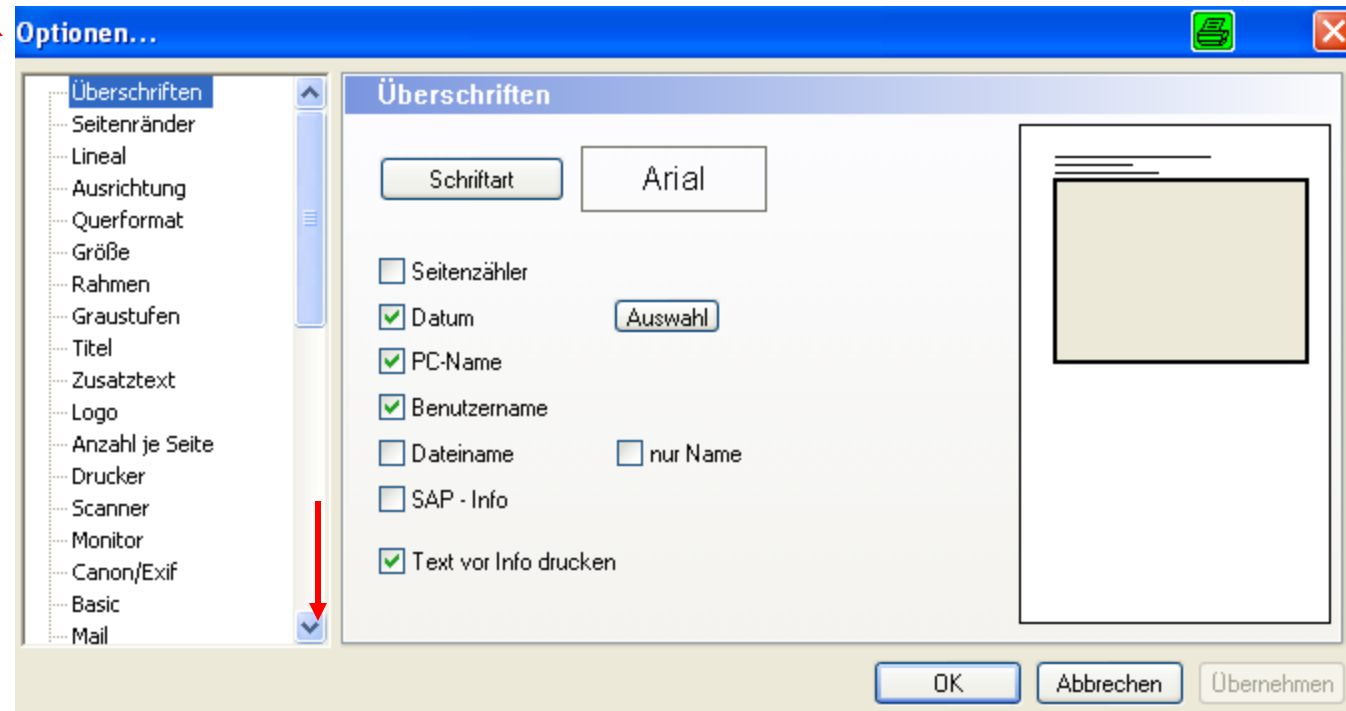 Optionen...
Überschriften
Seitenränder
Lineal
Ausrichtung
Querformat
Größe
Rahmen
Graustufen
Titel
Zusatztext
Logo
Anzahl je Seite
Drucker
Scanner
Monitor
Canon/Exif
Basic
Mail
Überschriften
Schriftart Arial
Seitenzähler
Datum Auswahl
PC-Name
Benutzername
Dateiname nur Name
SAP - Info
Text vor Info drucken
OK Abbrechen Übernehmen